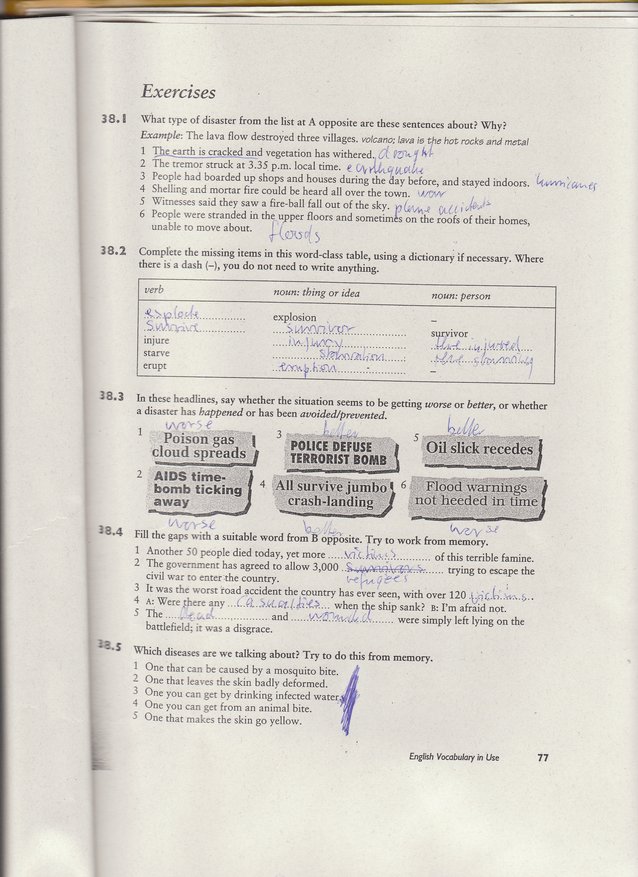 Exercises
38.1 What type of disaster from the list at A opposite are these sentences about? Why?
Example: The lava flow destroyed three villages. volcano; lava is the hot rocks and metal
1 The earth is cracked and vegetation has withered. drought
2 The tremor struck at 3.35 p.m. local time. earthquake
3 People had boarded up shops and houses during the day before, and stayed indoors. hurricanes
4 Shelling and mortar fire could be heard all over the town. war
5 Witnesses said they saw a fire-ball fall out of the sky. plane accidents
6 People were stranded in the upper floors and sometimes on the roofs of their homes,
unable to move about. floods
38.2 Complete the missing items in this word-class table, using a dictionary if necessary. Where
there is a dash (–), you do not need to write anything.
verb noun: thing or idea noun: person
explode explosion –
Survive survivor survivor
injure injury the injured
starve starvation the starving
erupt eruption –
38.3 In these headlines, say whether the situation seems to be getting worse or better, or whether
a disaster has happened or has been avoided/prevented.
worse better better
1 Poison gas
cloud spreads
3 POLICE DEFUSE
TERRORIST BOMB
5 Oil slick recedes
2 AIDS time-
bomb ticking
away
4 All survive jumbo
crash-landing
6 Flood warnings
not heeded in time
worse better worse
38.4 Fill the gaps with a suitable word from B opposite. Try to work from memory.
1 Another 50 people died today, yet more victims of this terrible famine.
2 The government has agreed to allow 3,000 survivors trying to escape the
civil war to enter the country. refugees
3 It was the worst road accident the country has ever seen, with over 120 victims.
4 A: Were there any casualties when the ship sank? B: I'm afraid not.
5 The dead and wounded were simply left lying on the
battlefield; it was a disgrace.
38.5 Which diseases are we talking about? Try to do this from memory.
1 One that can be caused by a mosquito bite.
2 One that leaves the skin badly deformed.
3 One you can get by drinking infected water.
4 One you can get from an animal bite.
5 One that makes the skin go yellow.
English Vocabulary in Use 77